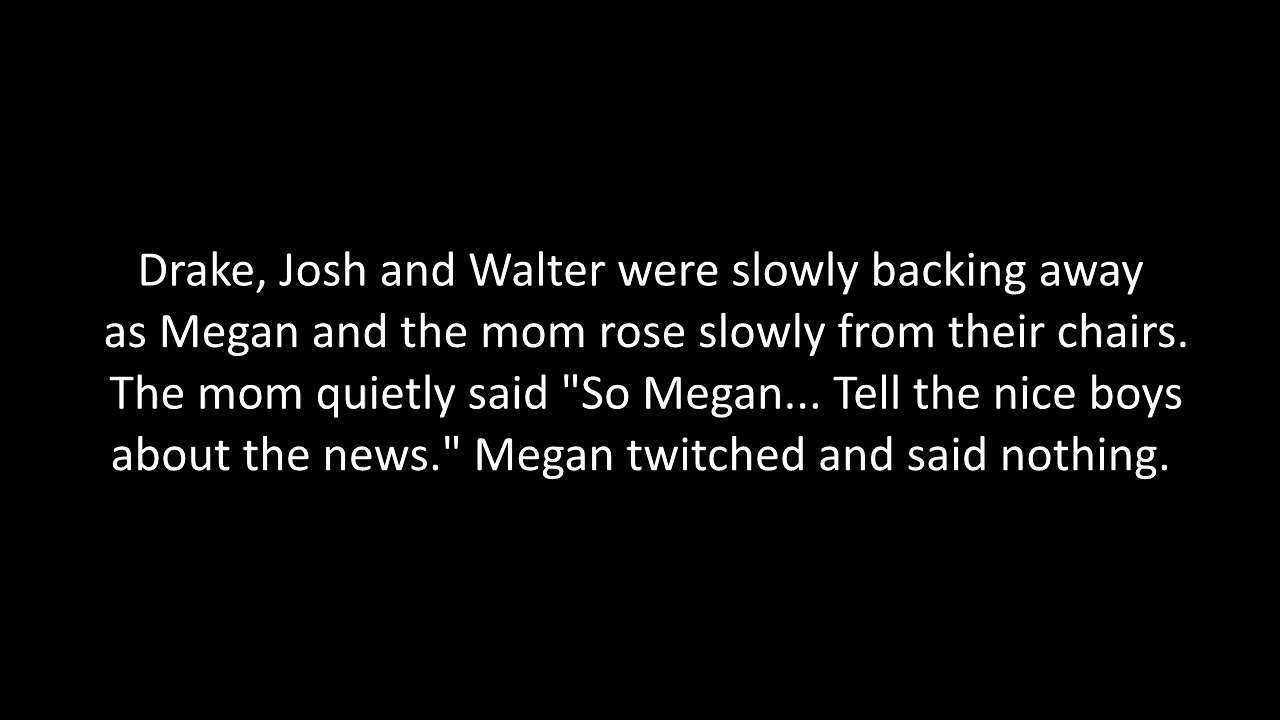 Drake, Josh and Walter were slowly backing away
as Megan and the mom rose slowly from their chairs.
The mom quietly said "So Megan... Tell the nice boys
about the news." Megan twitched and said nothing.